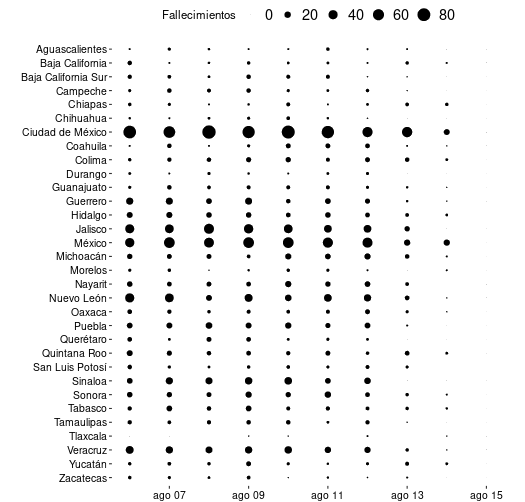 Fallecimientos 0 20 40 60 80
Aguascalientes
Baja California
Baja California Sur
Campeche
Chiapas
Chihuahua
Ciudad de México
Coahuila
Colima
Durango
Guanajuato
Guerrero
Hidalgo
Jalisco
México
Michoacán
Morelos
Nayarit
Nuevo León
Oaxaca
Puebla
Querétaro
Quintana Roo
San Luis Potosí
Sinaloa
Sonora
Tabasco
Tamaulipas
Tlaxcala
Veracruz
Yucatán
Zacatecas
ago 07 ago 09 ago 11 ago 13 ago 15